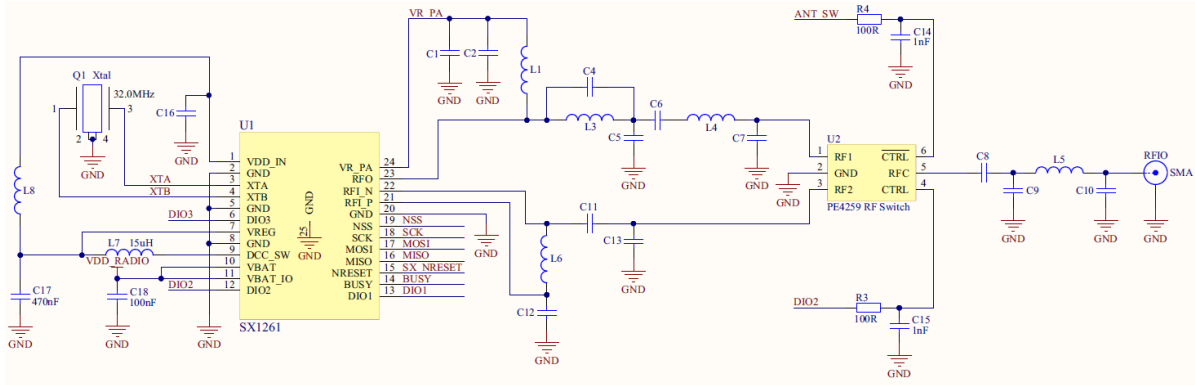 VR_PA
ANT_SW
R4
100R
C14
1nF
GND
C1
C2
GND
GND
L1
C4
Q1 Xtal
32.0MHz
1
3
2
4
GND
C16
GND
U1
L3
C6
L4
C5
GND
C7
GND
U2
1 RF1 CTRL 6
2 GND RFC 5
3 RF2 CTRL 4
PE4259 RF Switch
GND
C8
L5
RFIO
SMA
C9
C10
GND
GND
GND
L8
XTA
XTB
DIO3
1 VDD_IN
2 GND
3 XTA
4 XTB
5 GND
6 DIO3
7 VREG
8 GND
9 DCC_SW
10 VBAT
11 VBAT_IO
12 DIO2
GND
25
GND
VR_PA 24
RFO 23
RFI_N 22
RFI_P 21
GND 20
NSS 19 NSS
SCK 18 SCK
MOSI 17 MOSI
MISO 16 MISO
NRESET 15 SX_NRESET
BUSY 14 BUSY
DIO1 13 DIO1
SX1261
GND
C11
C13
GND
L6
C12
GND
L7 15uH
VDD_RADIO
DIO2
C17
470nF
GND
C18
100nF
GND
GND
DIO2
R3
100R
C15
1nF
GND